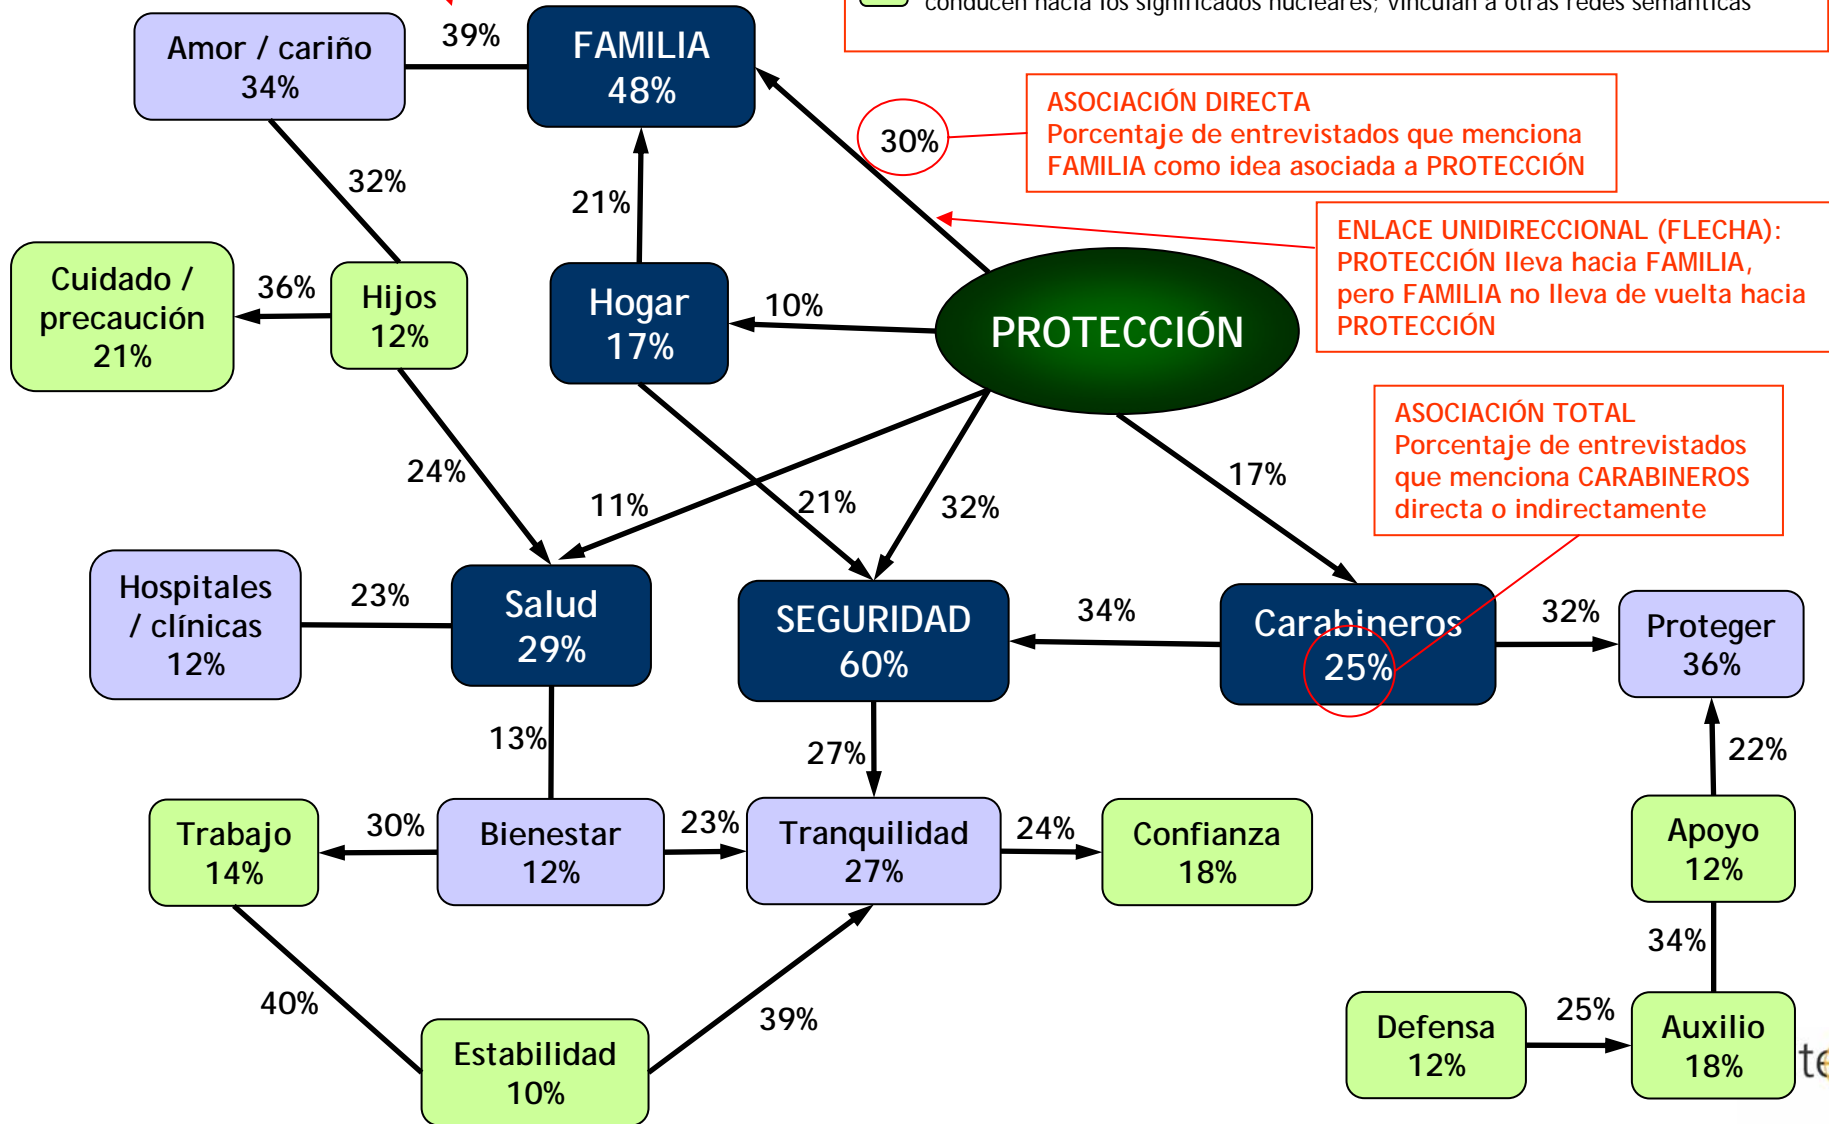 conducen hacia los significados nucleares; vinculan a otras redes semánticas
Amor / cariño
34%
39%
FAMILIA
48%
ASOCIACIÓN DIRECTA
Porcentaje de entrevistados que menciona
FAMILIA como idea asociada a PROTECCIÓN
30%
32%
21%
ENLACE UNIDIRECCIONAL (FLECHA):
PROTECCIÓN lleva hacia FAMILIA,
pero FAMILIA no lleva de vuelta hacia
PROTECCIÓN
Cuidado /
precaución
21%
36%
Hijos
12%
Hogar
17%
10%
PROTECCIÓN
ASOCIACIÓN TOTAL
Porcentaje de entrevistados
que menciona CARABINEROS
directa o indirectamente
24%
11%
21%
32%
17%
Hospitales
/ clínicas
12%
23%
Salud
29%
SEGURIDAD
60%
34%
Carabineros
25%
32%
Proteger
36%
13%
27%
22%
Trabajo
14%
30%
Bienestar
12%
23%
Tranquilidad
27%
24%
Confianza
18%
Apoyo
12%
40%
39%
34%
Estabilidad
10%
Defensa
12%
25%
Auxilio
18%